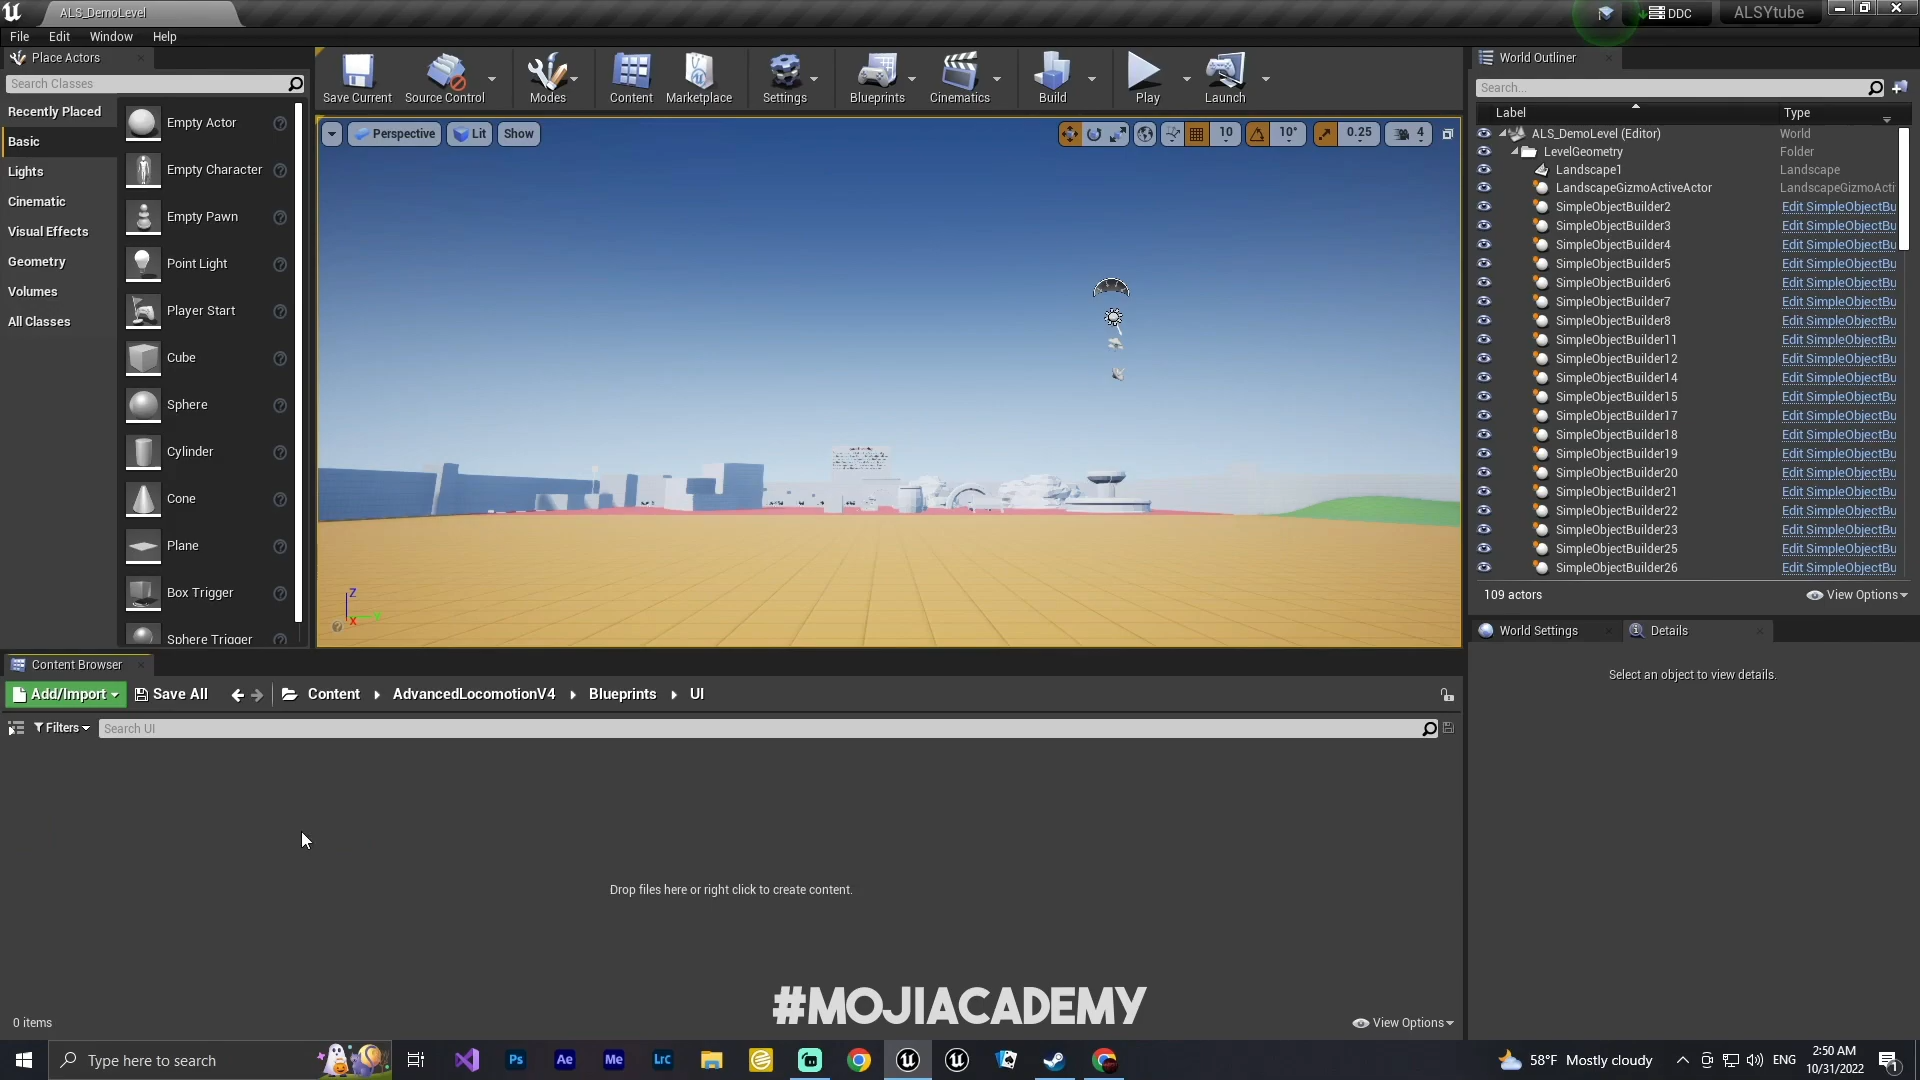 ALS_DemoLevel
DDC
ALSYtube
File Edit Window Help
Place Actors
Search Classes
Recently Placed
Basic
Lights
Cinematic
Visual Effects
Geometry
Volumes
All Classes
Empty Actor
Empty Character
Empty Pawn
Point Light
Player Start
Cube
Sphere
Cylinder
Cone
Plane
Box Trigger
Sphere Trigger
Save Current
Source Control
Modes
Content
Marketplace
Settings
Blueprints
Cinematics
Build
Play
Launch
Perspective
Lit
Show
10
10°
0.25
4
Z
X
World Outliner
Search...
Label Type
ALS_DemoLevel (Editor) World
LevelGeometry Folder
Landscape1 Landscape
LandscapeGizmoActiveActor LandscapeGizmoActi
SimpleObjectBuilder2 Edit SimpleObjectBu
SimpleObjectBuilder3 Edit SimpleObjectBu
SimpleObjectBuilder4 Edit SimpleObjectBu
SimpleObjectBuilder5 Edit SimpleObjectBu
SimpleObjectBuilder6 Edit SimpleObjectBu
SimpleObjectBuilder7 Edit SimpleObjectBu
SimpleObjectBuilder8 Edit SimpleObjectBu
SimpleObjectBuilder11 Edit SimpleObjectBu
SimpleObjectBuilder12 Edit SimpleObjectBu
SimpleObjectBuilder14 Edit SimpleObjectBu
SimpleObjectBuilder15 Edit SimpleObjectBu
SimpleObjectBuilder17 Edit SimpleObjectBu
SimpleObjectBuilder18 Edit SimpleObjectBu
SimpleObjectBuilder19 Edit SimpleObjectBu
SimpleObjectBuilder20 Edit SimpleObjectBu
SimpleObjectBuilder21 Edit SimpleObjectBu
SimpleObjectBuilder22 Edit SimpleObjectBu
SimpleObjectBuilder23 Edit SimpleObjectBu
SimpleObjectBuilder25 Edit SimpleObjectBu
SimpleObjectBuilder26 Edit SimpleObjectBu
109 actors
View Options
World Settings
Details
Select an object to view details.
Content Browser
Add/Import
Save All
Content AdvancedLocomotionV4 Blueprints UI
Filters
Search UI
Drop files here or right click to create content.
#MOJIACADEMY
0 items
View Options
Type here to search
Ps
Ae
Me
LrC
58°F Mostly cloudy
ENG
2:50 AM
10/31/2022
1